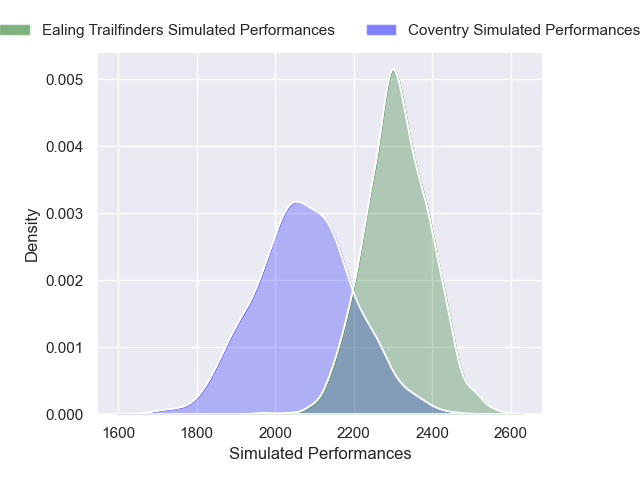 Ealing Trailfinders Simulated Performances Coventry Simulated Performances
0.005
0.004
0.003
0.002
0.001
0.000
Density
1600 1800 2000 2200 2400 2600
Simulated Performances